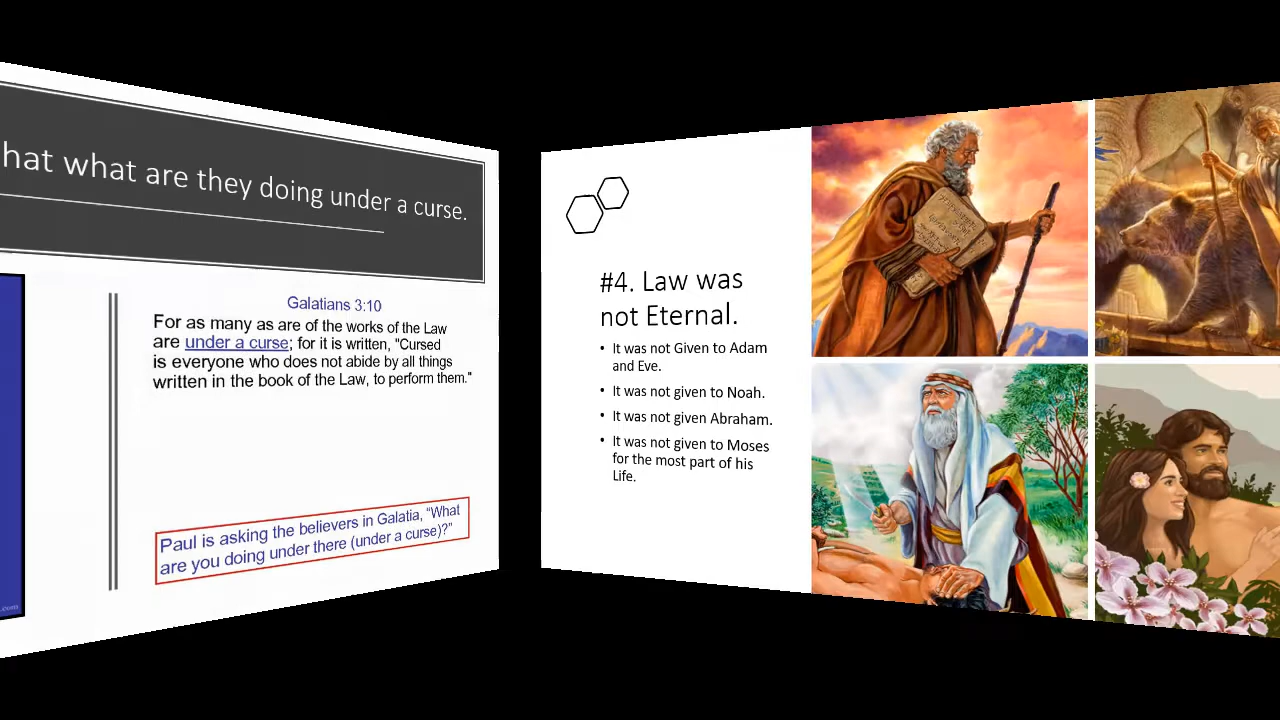 hat what are they doing under a curse.
Galatians 3:10
For as many as are of the works of the Law
are under a curse; for it is written, "Cursed
is everyone who does not abide by all things
written in the book of the Law, to perform them."
Paul is asking the believers in Galatia, “What
are you doing under there (under a curse)?”
#4. Law was
not Eternal.
• It was not Given to Adam
and Eve.
• It was not given to Noah.
• It was not given Abraham.
• It was not given to Moses
for the most part of his
Life.